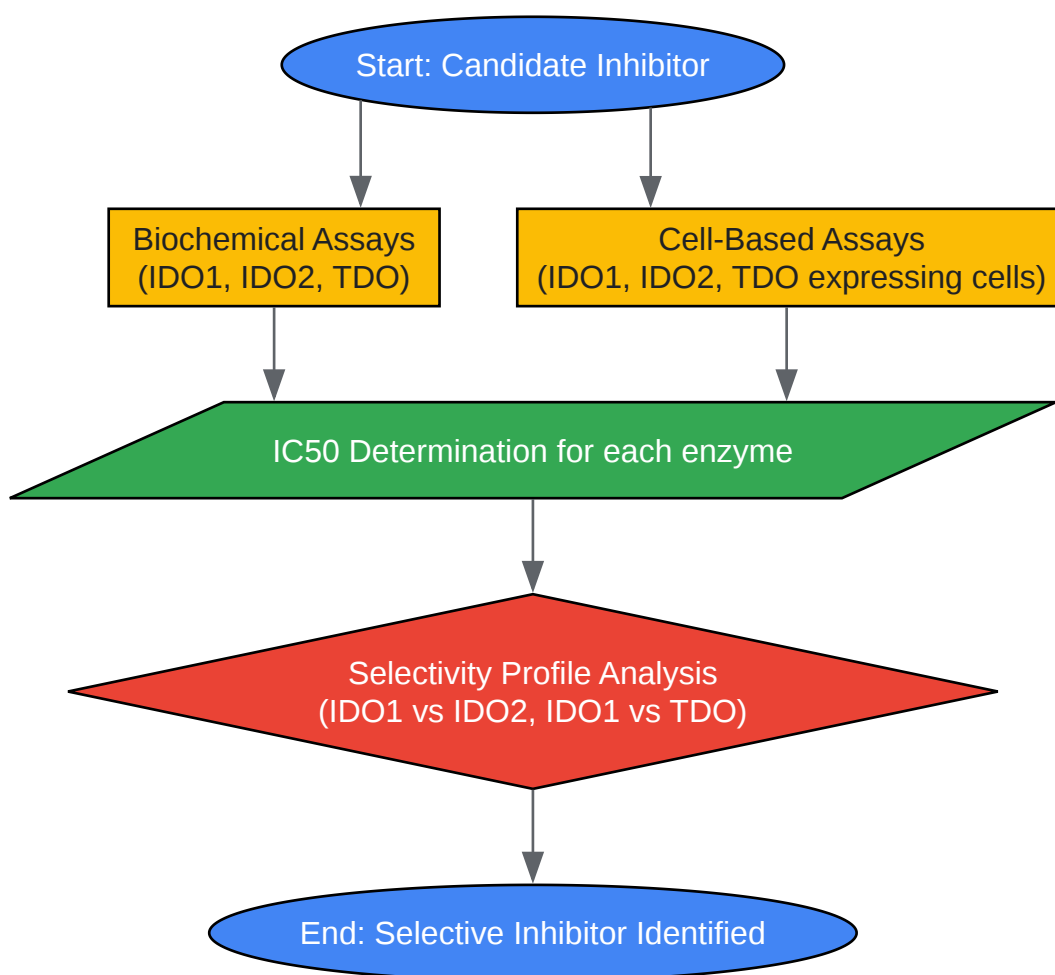 Start: Candidate Inhibitor
Biochemical Assays
(IDO1, IDO2, TDO)
Cell-Based Assays
(IDO1, IDO2, TDO expressing cells)
IC50 Determination for each enzyme
Selectivity Profile Analysis
(IDO1 vs IDO2, IDO1 vs TDO)
End: Selective Inhibitor Identified